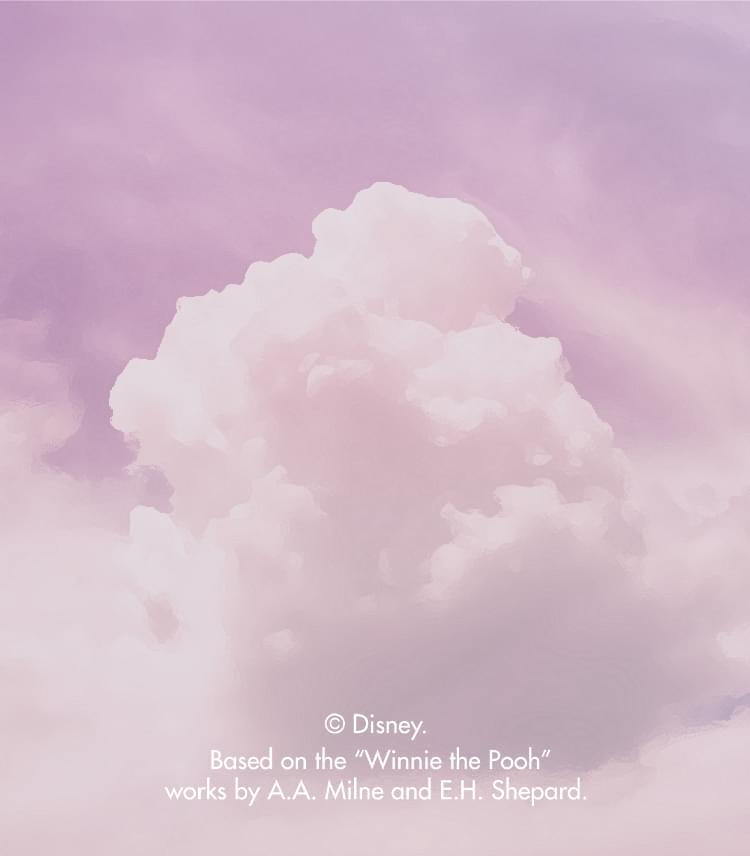 © Disney.
Based on the “Winnie the Pooh”
works by A.A. Milne and E.H. Shepard.